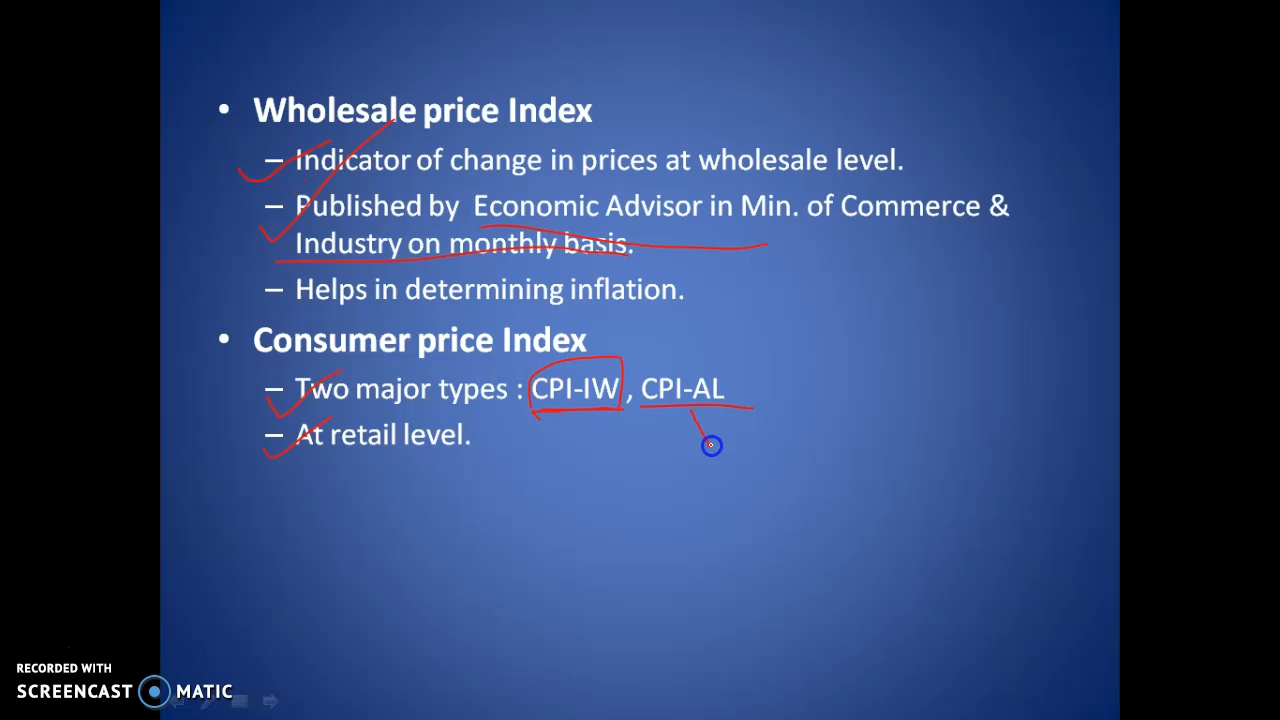 • Wholesale price Index
– Indicator of change in prices at wholesale level.
– Published by Economic Advisor in Min. of Commerce &
Industry on monthly basis.
– Helps in determining inflation.
• Consumer price Index
– Two major types : CPI-IW , CPI-AL
– At retail level.
RECORDED WITH
SCREENCAST MATIC